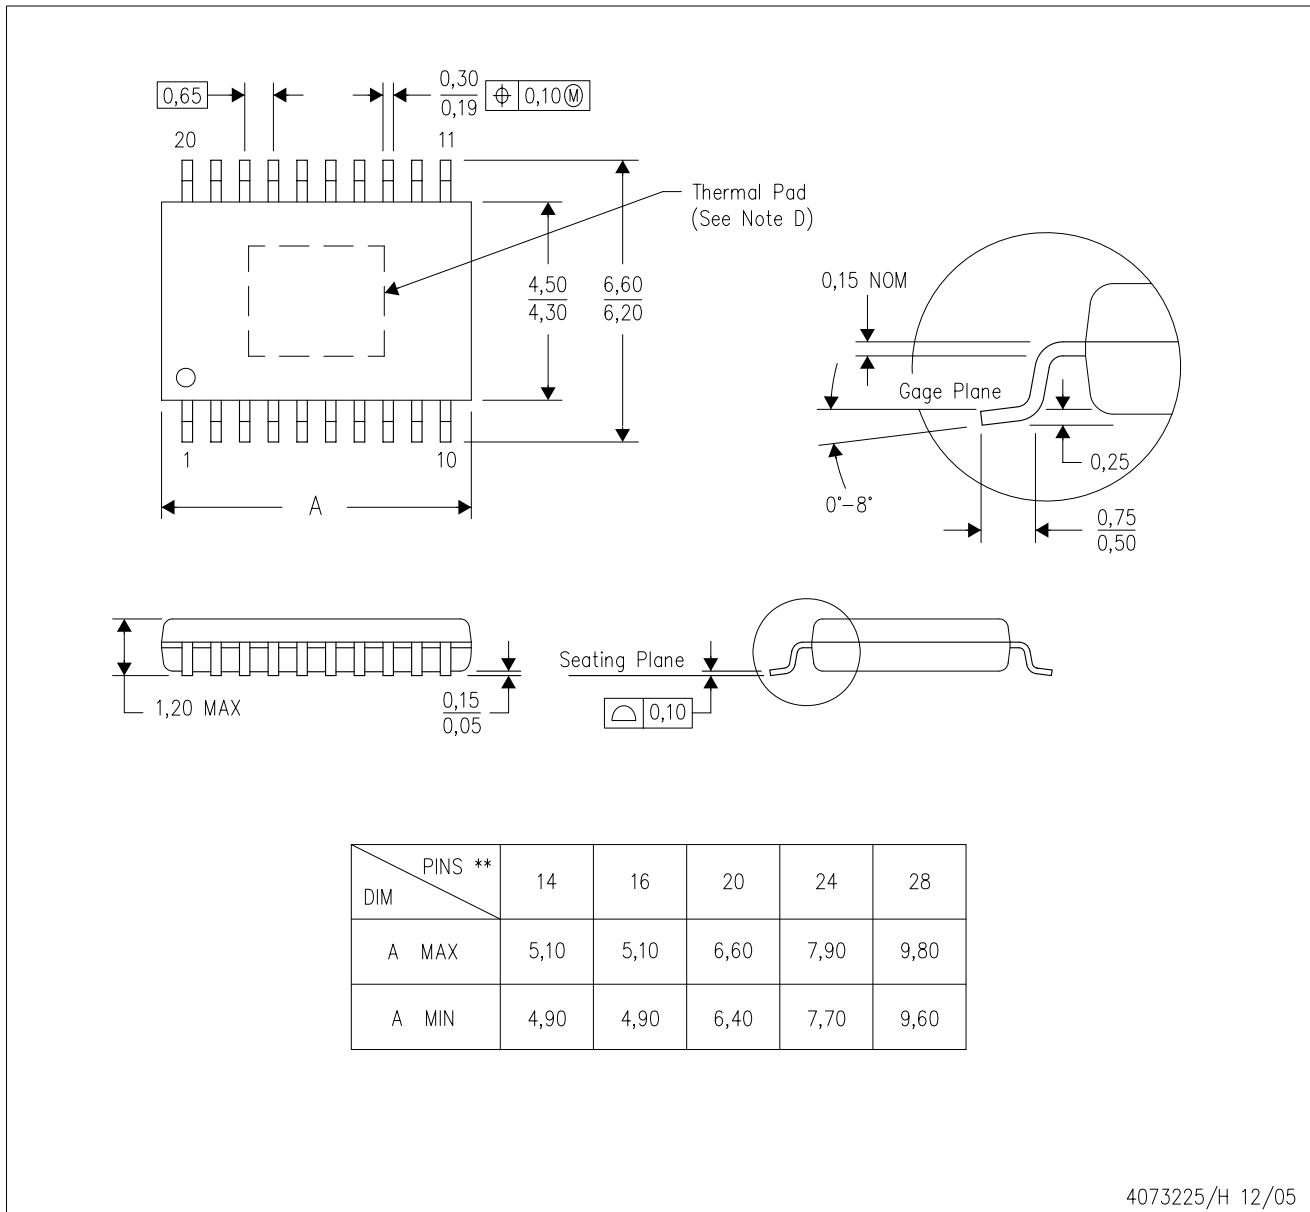 0,65
0,30
0,19
0,10 Ⓜ
20
11
Thermal Pad
(See Note D)
4,50
4,30
6,60
6,20
0,15 NOM
Gage Plane
0,25
0°–8°
0,75
0,50
1
10
A
Seating Plane
1,20 MAX
0,15
0,05
0,10
PINS **
DIM
14 16 20 24 28
A MAX 5,10 5,10 6,60 7,90 9,80
A MIN 4,90 4,90 6,40 7,70 9,60
4073225/H 12/05